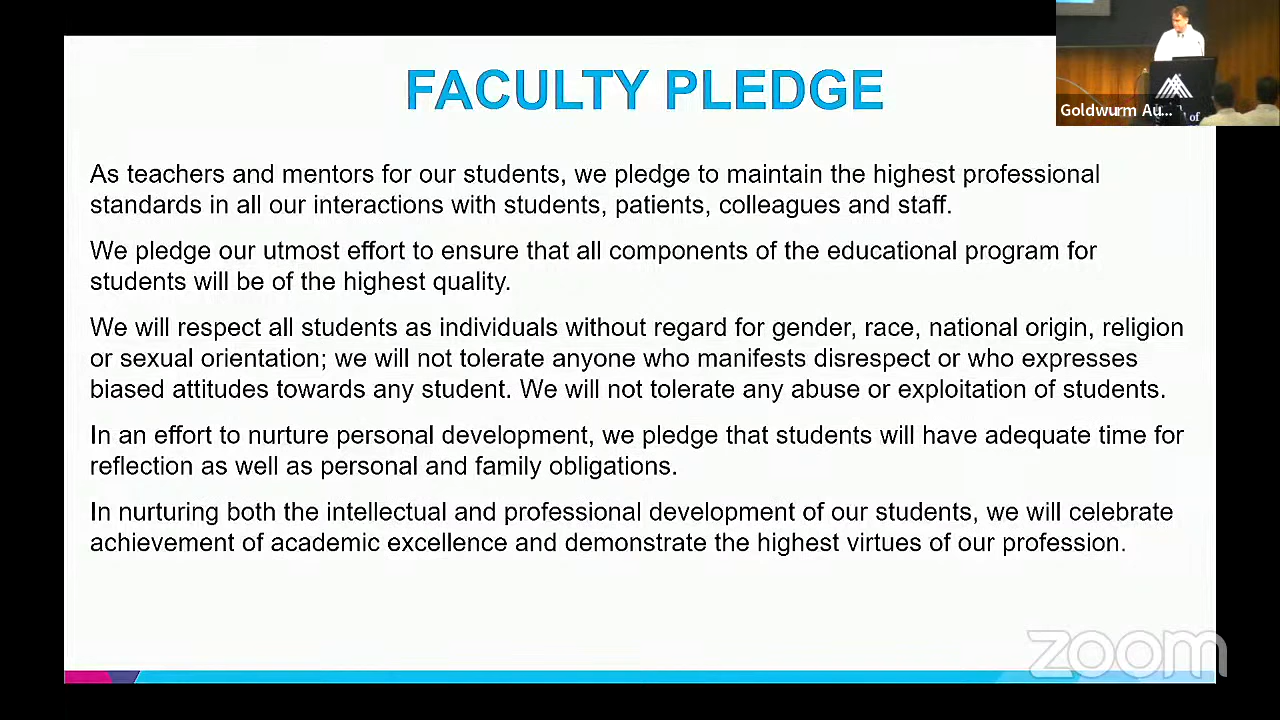 FACULTY PLEDGE
Goldwurm Au...
of
As teachers and mentors for our students, we pledge to maintain the highest professional
standards in all our interactions with students, patients, colleagues and staff.
We pledge our utmost effort to ensure that all components of the educational program for
students will be of the highest quality.
We will respect all students as individuals without regard for gender, race, national origin, religion
or sexual orientation; we will not tolerate anyone who manifests disrespect or who expresses
biased attitudes towards any student. We will not tolerate any abuse or exploitation of students.
In an effort to nurture personal development, we pledge that students will have adequate time for
reflection as well as personal and family obligations.
In nurturing both the intellectual and professional development of our students, we will celebrate
achievement of academic excellence and demonstrate the highest virtues of our profession.
zoom